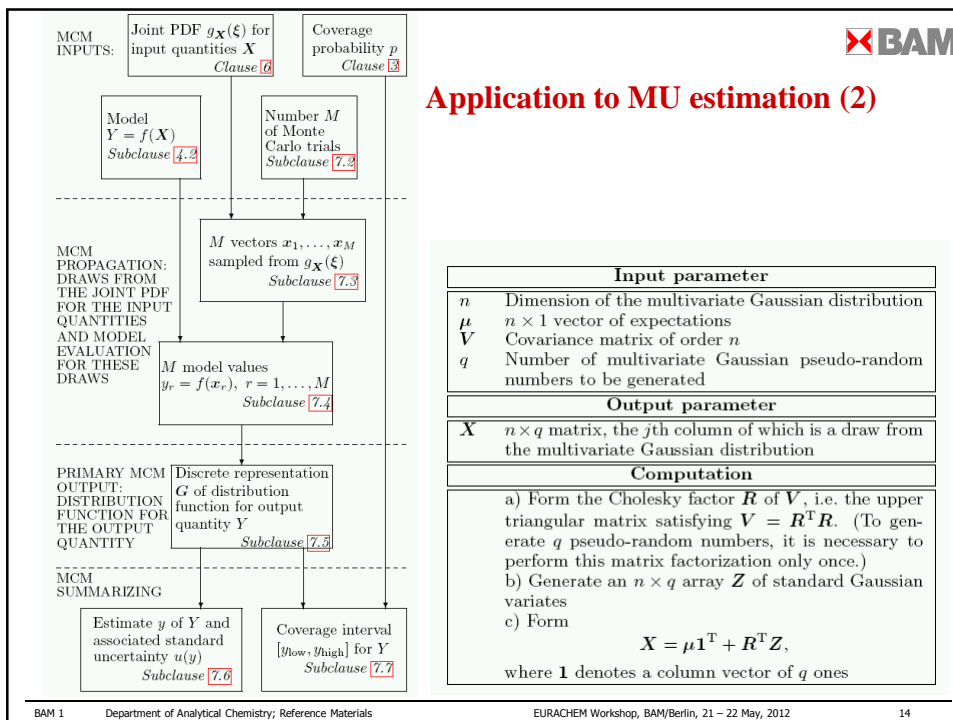 BAM
Application to MU estimation (2)
MCM
INPUTS:
Joint PDF g_X(ξ) for
input quantities X
Clause 6
Coverage
probability p
Clause 3
Model
Y = f(X)
Subclause 4.2
Number M
of Monte
Carlo trials
Subclause 7.2
MCM
PROPAGATION:
DRAWS FROM
THE JOINT PDF
FOR THE INPUT
QUANTITIES
AND MODEL
EVALUATION
FOR THESE
DRAWS
M vectors x₁, . . . , x_M
sampled from g_X(ξ)
Subclause 7.3
M model values
y_r = f(x_r), r = 1, . . . , M
Subclause 7.4
PRIMARY MCM
OUTPUT:
DISTRIBUTION
FUNCTION FOR
THE OUTPUT
QUANTITY
Discrete representation
G of distribution
function for output
quantity Y
Subclause 7.5
MCM
SUMMARIZING
Estimate y of Y and
associated standard
uncertainty u(y)
Subclause 7.6
Coverage interval
[y_low, y_high] for Y
Subclause 7.7
Input parameter
n Dimension of the multivariate Gaussian distribution
μ n × 1 vector of expectations
V Covariance matrix of order n
q Number of multivariate Gaussian pseudo-random
numbers to be generated
Output parameter
X n × q matrix, the jth column of which is a draw from
the multivariate Gaussian distribution
Computation
a) Form the Cholesky factor R of V, i.e. the upper
triangular matrix satisfying V = RᵀR. (To gen-
erate q pseudo-random numbers, it is necessary to
perform this matrix factorization only once.)
b) Generate an n × q array Z of standard Gaussian
variates
c) Form
X = μ1ᵀ + RᵀZ,
where 1 denotes a column vector of q ones
BAM 1 Department of Analytical Chemistry; Reference Materials EURACHEM Workshop, BAM/Berlin, 21 – 22 May, 2012 14